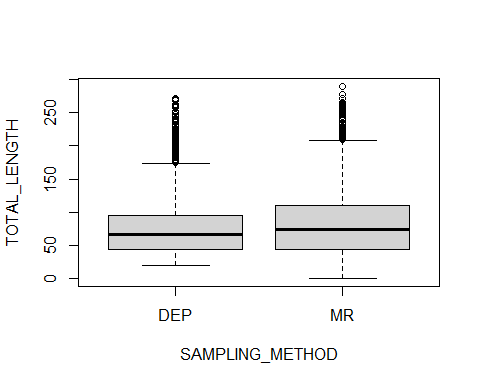 TOTAL_LENGTH
250
150
50
0
DEP MR
SAMPLING_METHOD